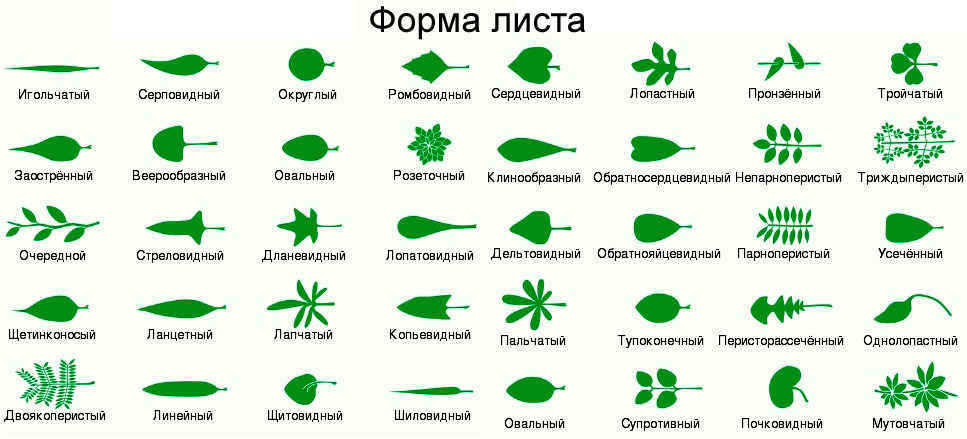 Форма листа
Игольчатый Серповидный Округлый Ромбовидный Сердцевидный Лопастный Пронзённый Тройчатый
Заострённый Веерообразный Овальный Розеточный Клинообразный Обратносердцевидный Непарноперистый Триждыперистый
Очередной Стреловидный Дланевидный Лопатовидный Дельтовидный Обратнояйцевидный Парноперистый Усечённый
Щетинконосый Ланцетный Лапчатый Копьевидный Пальчатый Тупоконечный Перисторассечённый Однолопастный
Двоякоперистый Линейный Щитовидный Шиловидный Овальный Супротивный Почковидный Мутовчатый